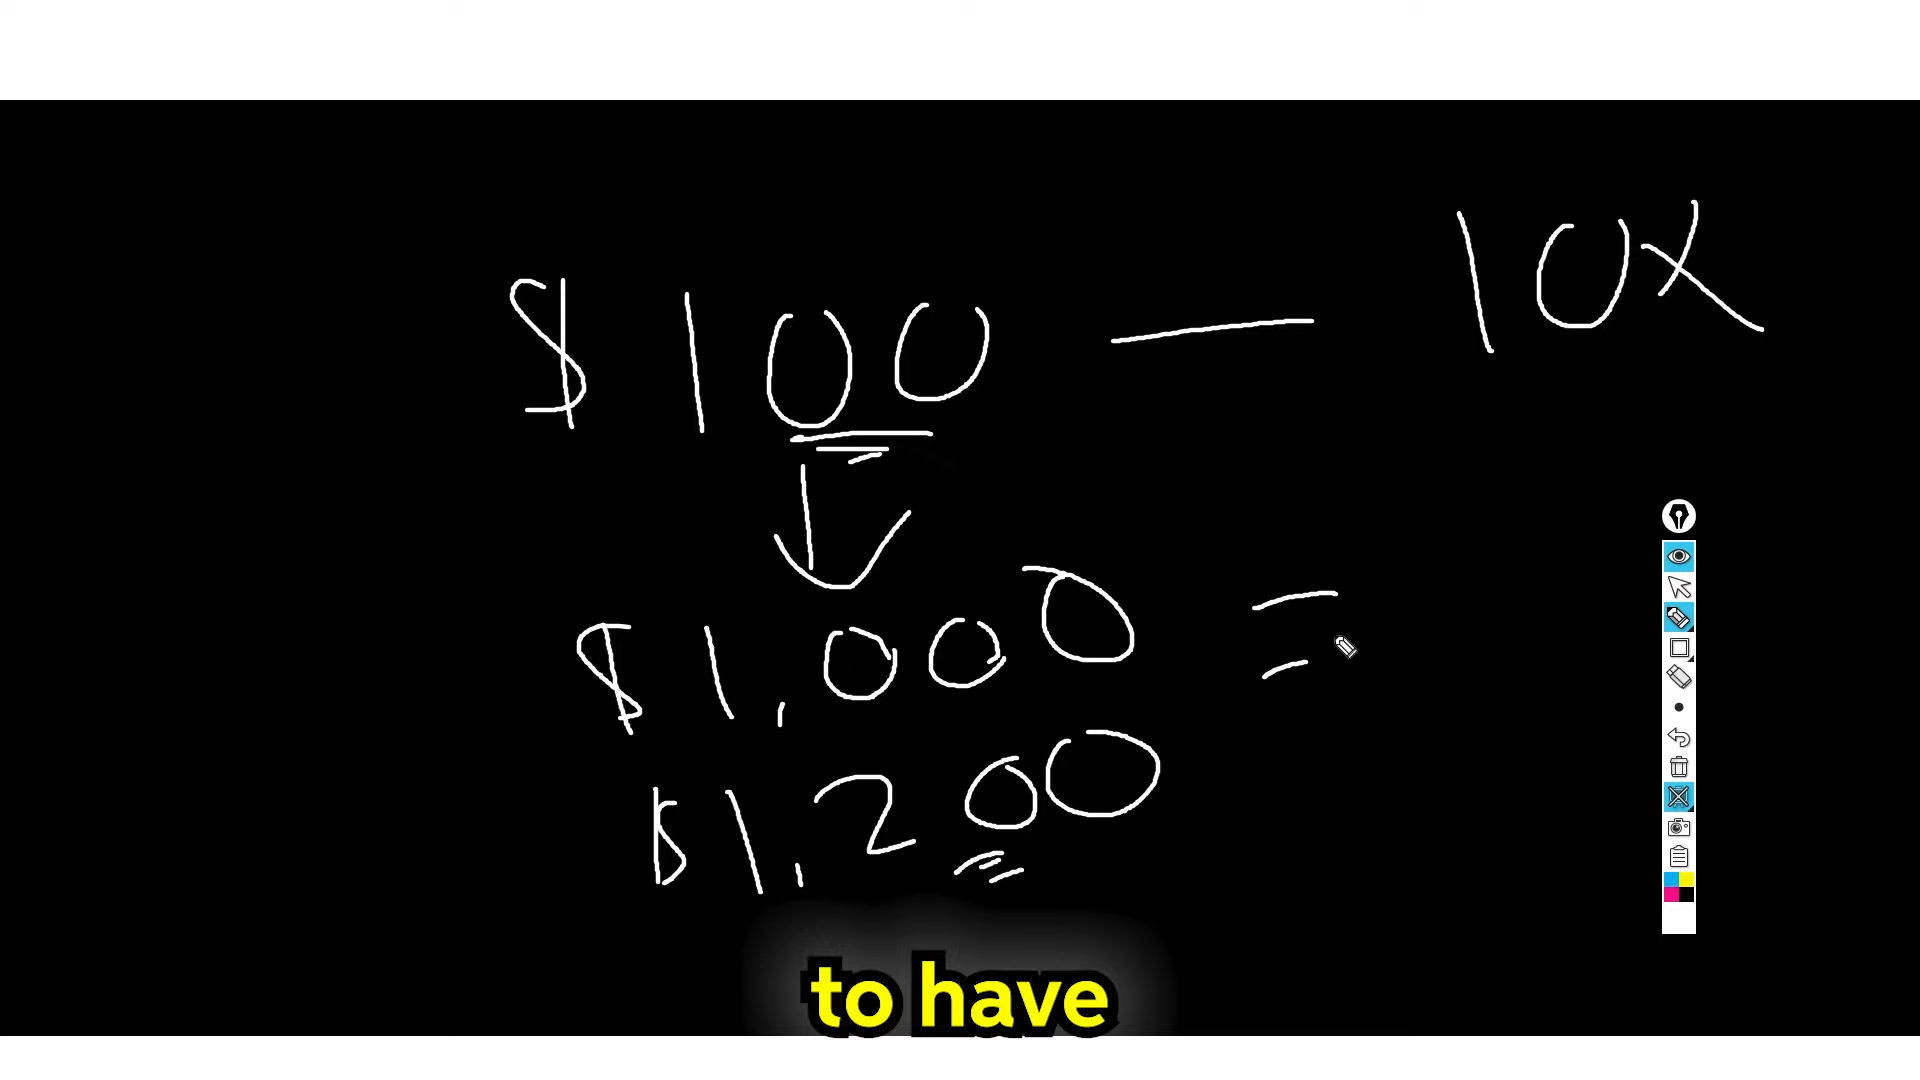 $100 — 10x
$1,000 =
$1,200
to have